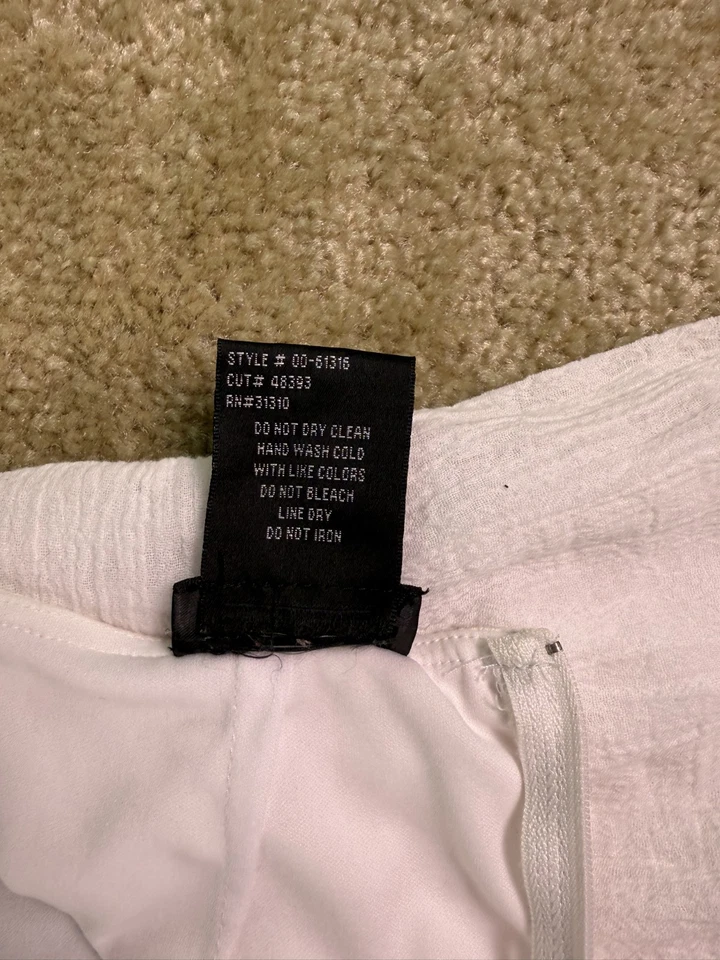 STYLE # 00-61316
CUT# 48393
RN#31310
DO NOT DRY CLEAN
HAND WASH COLD
WITH LIKE COLORS
DO NOT BLEACH
LINE DRY
DO NOT IRON